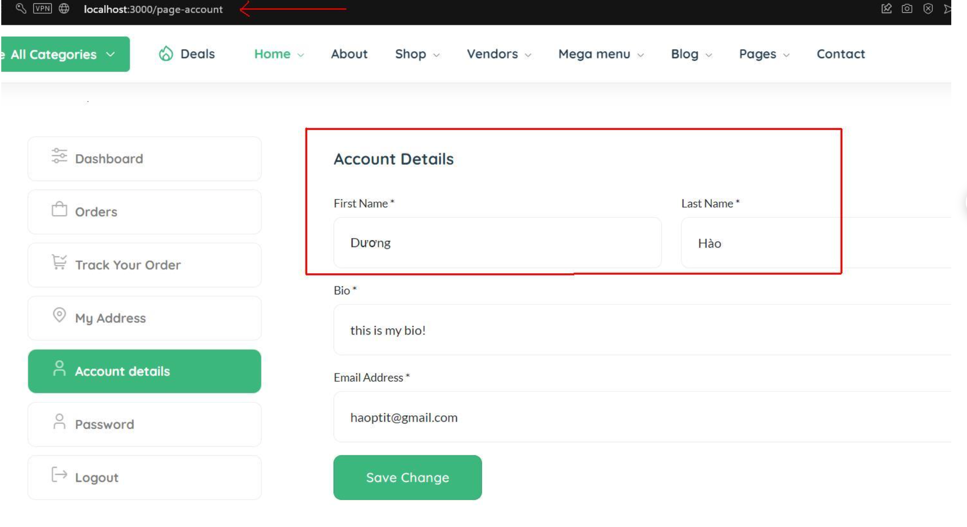 VPN localhost:3000/page-account
All Categories Deals Home About Shop Vendors Mega menu Blog Pages Contact
Dashboard
Orders
Track Your Order
My Address
Account details
Password
Logout
Account Details
First Name * Last Name *
Dương Hào
Bio *
this is my bio!
Email Address *
haoptit@gmail.com
Save Change